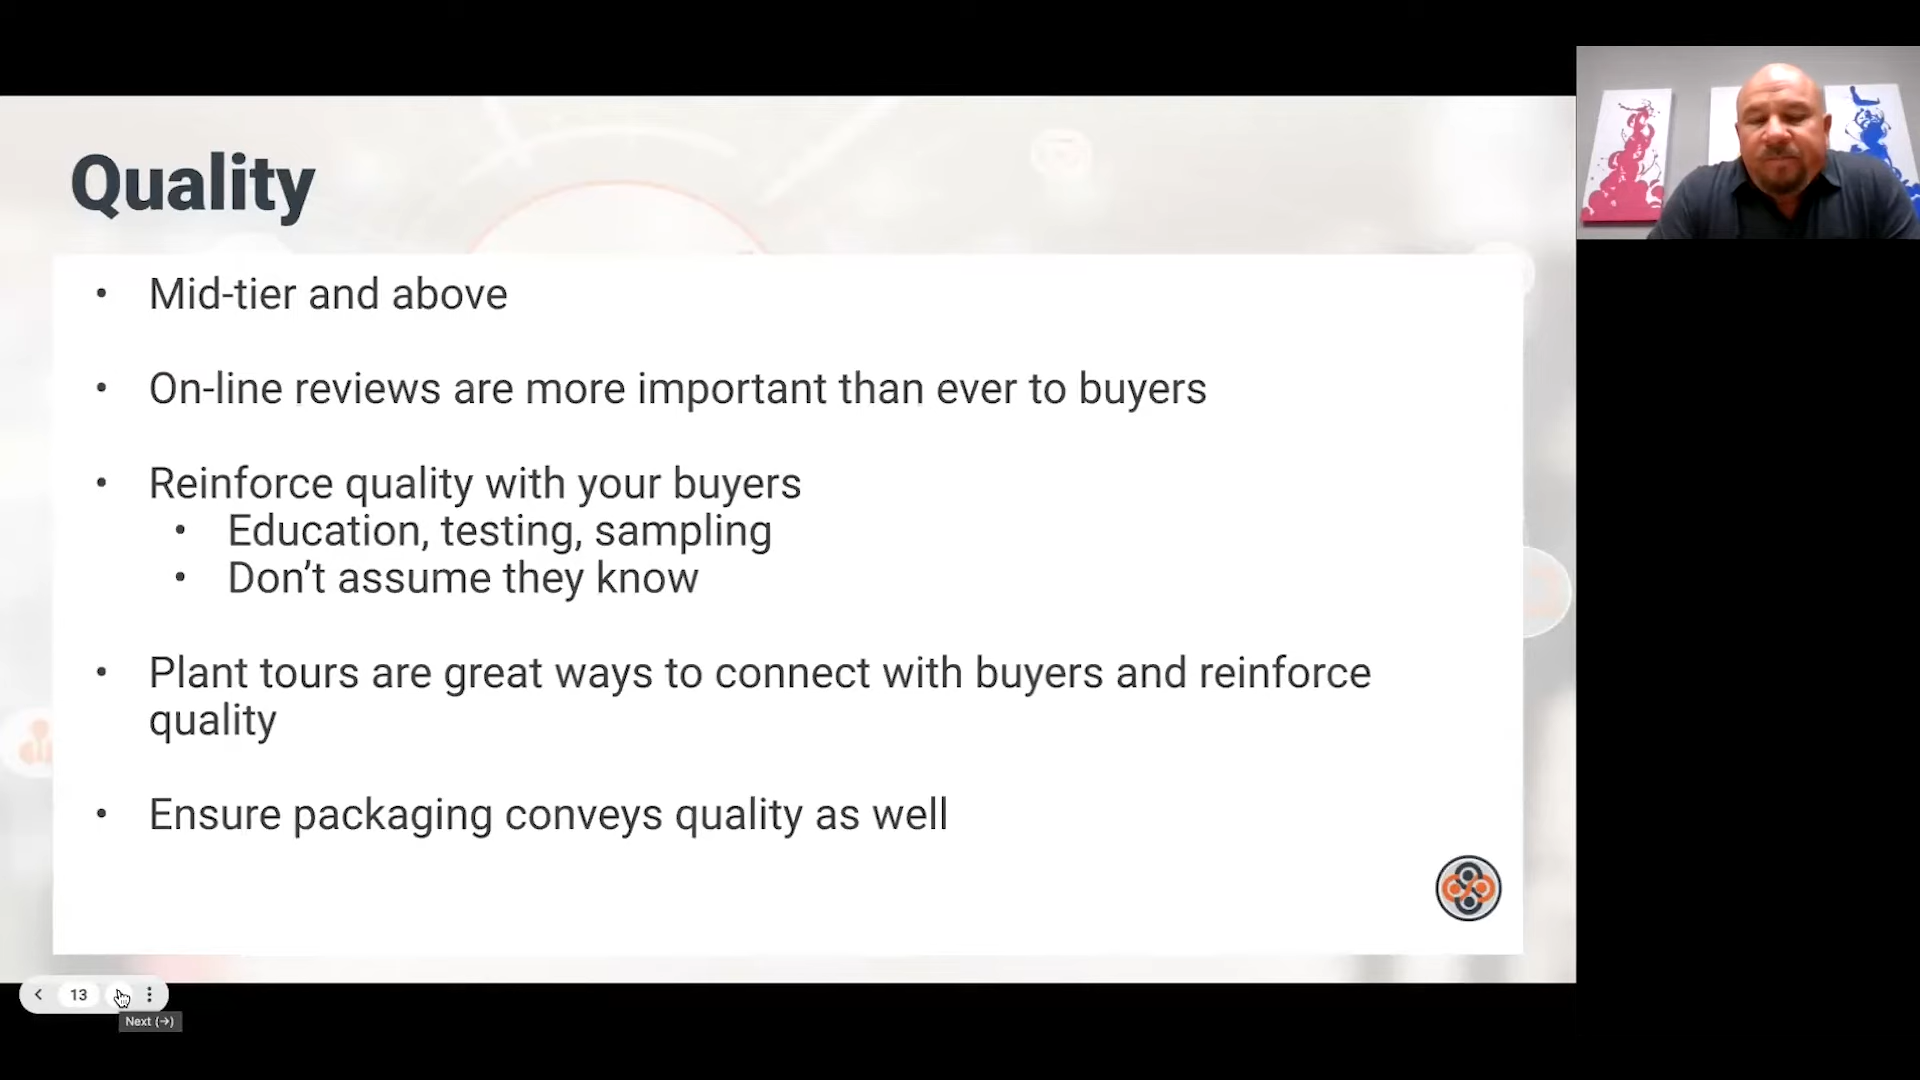 Quality
• Mid-tier and above
• On-line reviews are more important than ever to buyers
• Reinforce quality with your buyers
• Education, testing, sampling
• Don’t assume they know
• Plant tours are great ways to connect with buyers and reinforce
quality
• Ensure packaging conveys quality as well
13
Next (→)